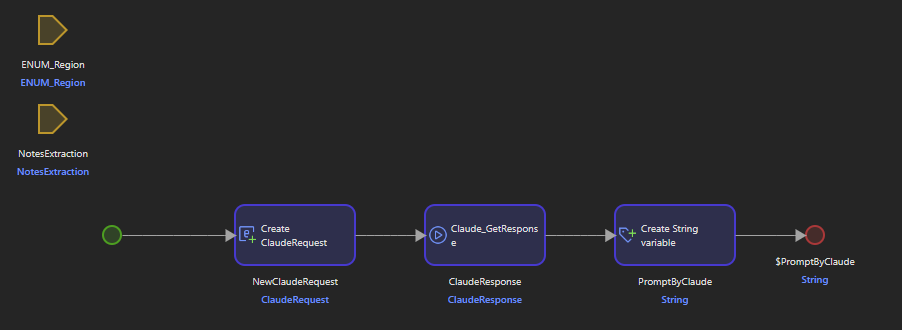 ENUM_Region
ENUM_Region
NotesExtraction
NotesExtraction
Create
ClaudeRequest
NewClaudeRequest
ClaudeRequest
Claude_GetRespons
e
ClaudeResponse
ClaudeResponse
Create String
variable
PromptByClaude
String
$PromptByClaude
String